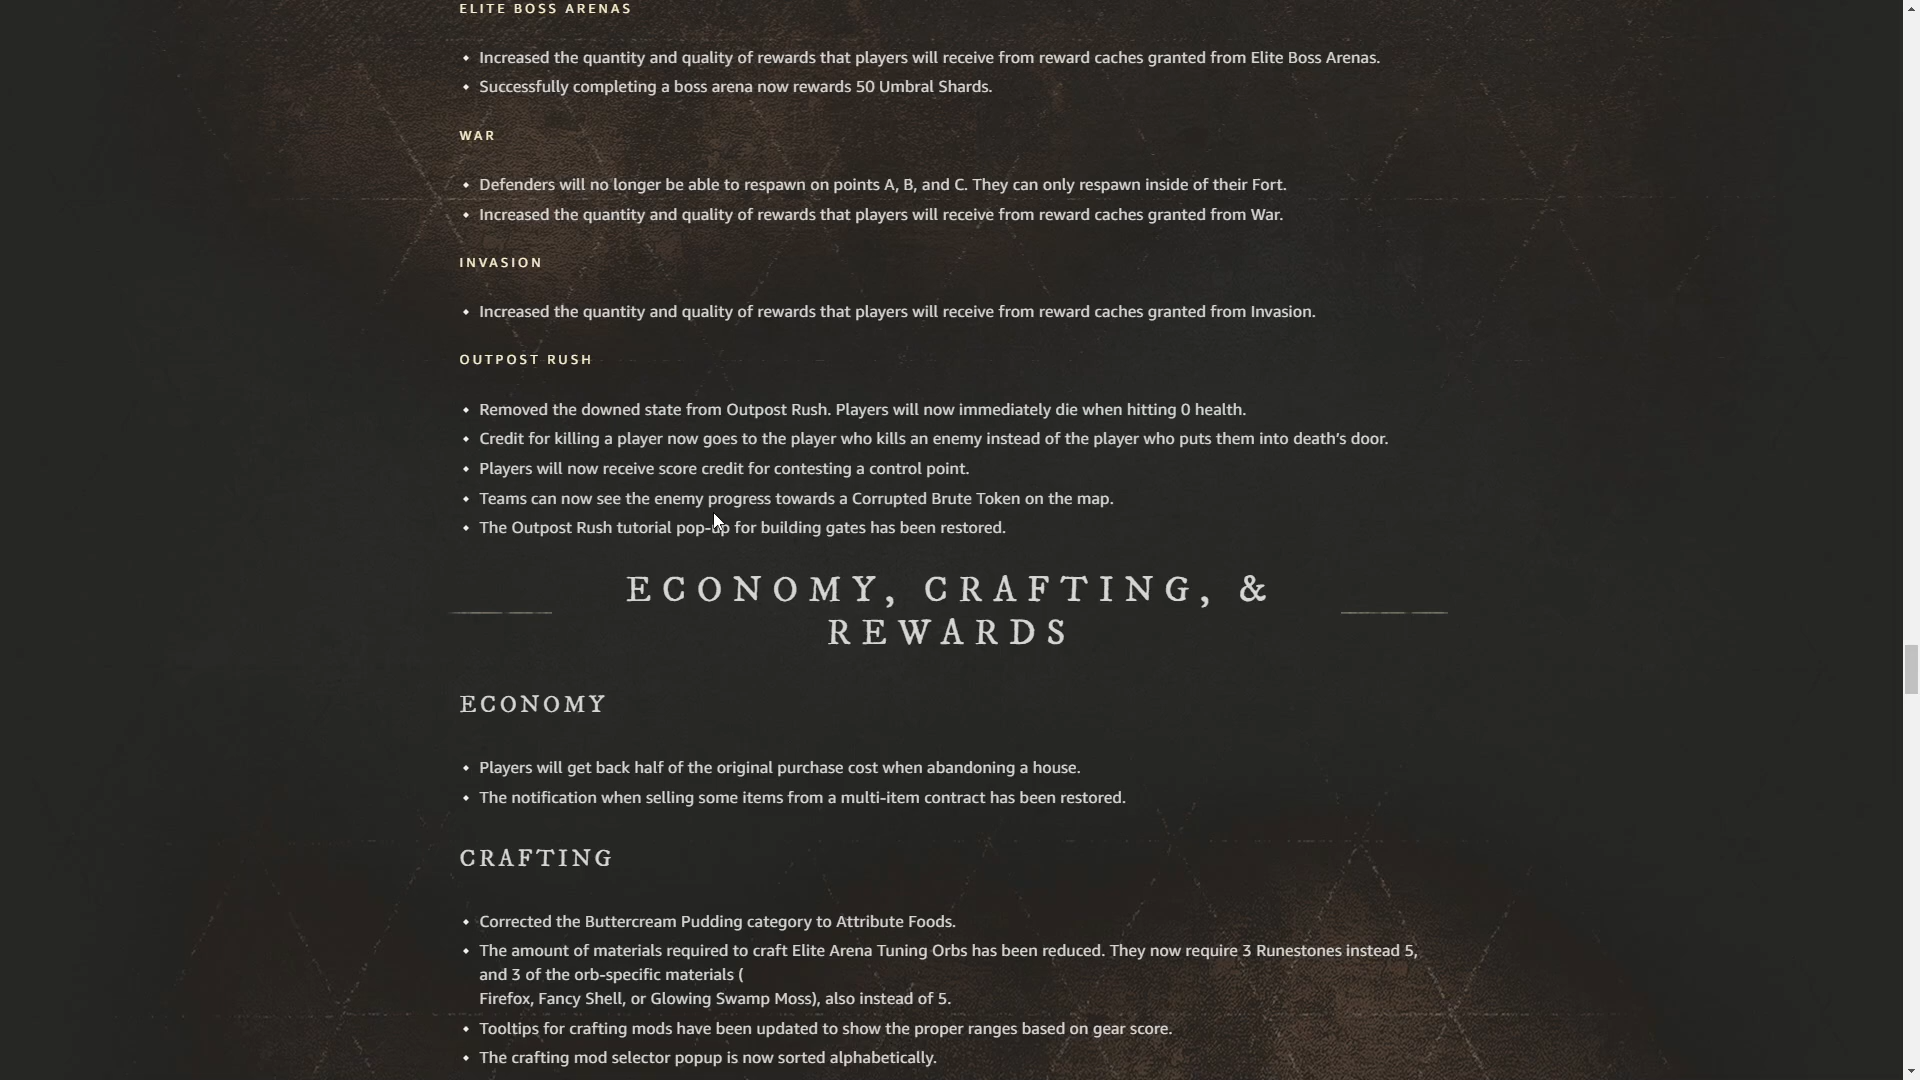 ELITE BOSS ARENAS
Increased the quantity and quality of rewards that players will receive from reward caches granted from Elite Boss Arenas.
Successfully completing a boss arena now rewards 50 Umbral Shards.
WAR
Defenders will no longer be able to respawn on points A, B, and C. They can only respawn inside of their Fort.
Increased the quantity and quality of rewards that players will receive from reward caches granted from War.
INVASION
Increased the quantity and quality of rewards that players will receive from reward caches granted from Invasion.
OUTPOST RUSH
Removed the downed state from Outpost Rush. Players will now immediately die when hitting 0 health.
Credit for killing a player now goes to the player who kills an enemy instead of the player who puts them into death’s door.
Players will now receive score credit for contesting a control point.
Teams can now see the enemy progress towards a Corrupted Brute Token on the map.
The Outpost Rush tutorial pop-up for building gates has been restored.
ECONOMY, CRAFTING, &
REWARDS
ECONOMY
Players will get back half of the original purchase cost when abandoning a house.
The notification when selling some items from a multi-item contract has been restored.
CRAFTING
Corrected the Buttercream Pudding category to Attribute Foods.
The amount of materials required to craft Elite Arena Tuning Orbs has been reduced. They now require 3 Runestones instead 5,
and 3 of the orb-specific materials (
Firefox, Fancy Shell, or Glowing Swamp Moss), also instead of 5.
Tooltips for crafting mods have been updated to show the proper ranges based on gear score.
The crafting mod selector popup is now sorted alphabetically.